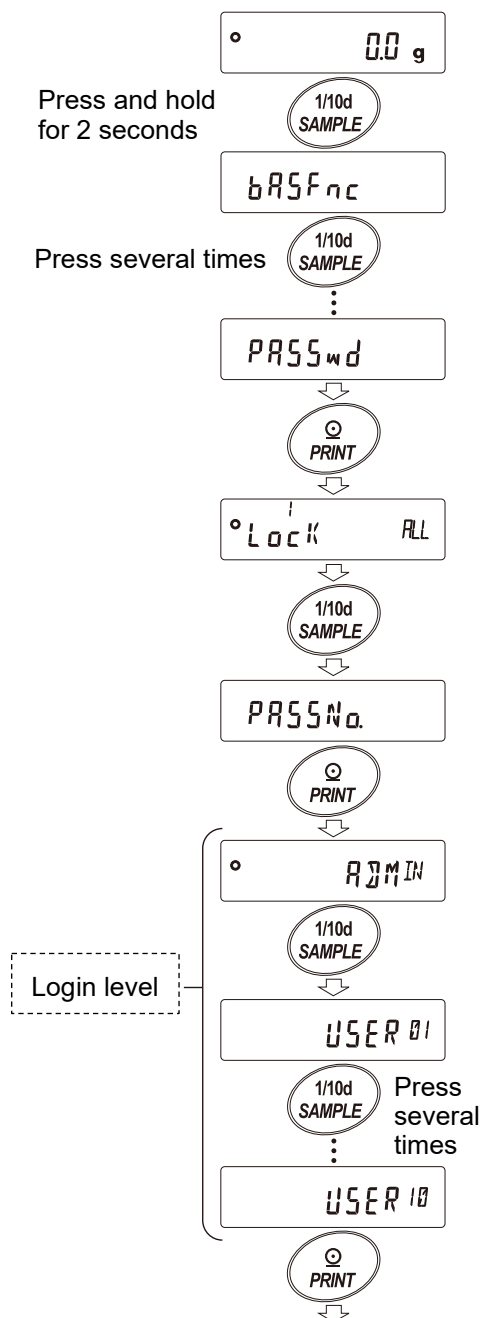 0.0 g
Press and hold
for 2 seconds
1/10d
SAMPLE
bASFnc
Press several times
1/10d
SAMPLE
PASSwd
PRINT
1
LocK ALL
1/10d
SAMPLE
PASSNo.
PRINT
ADMIN
1/10d
SAMPLE
Login level
USER 01
1/10d
SAMPLE
Press
several
times
USER 10
PRINT